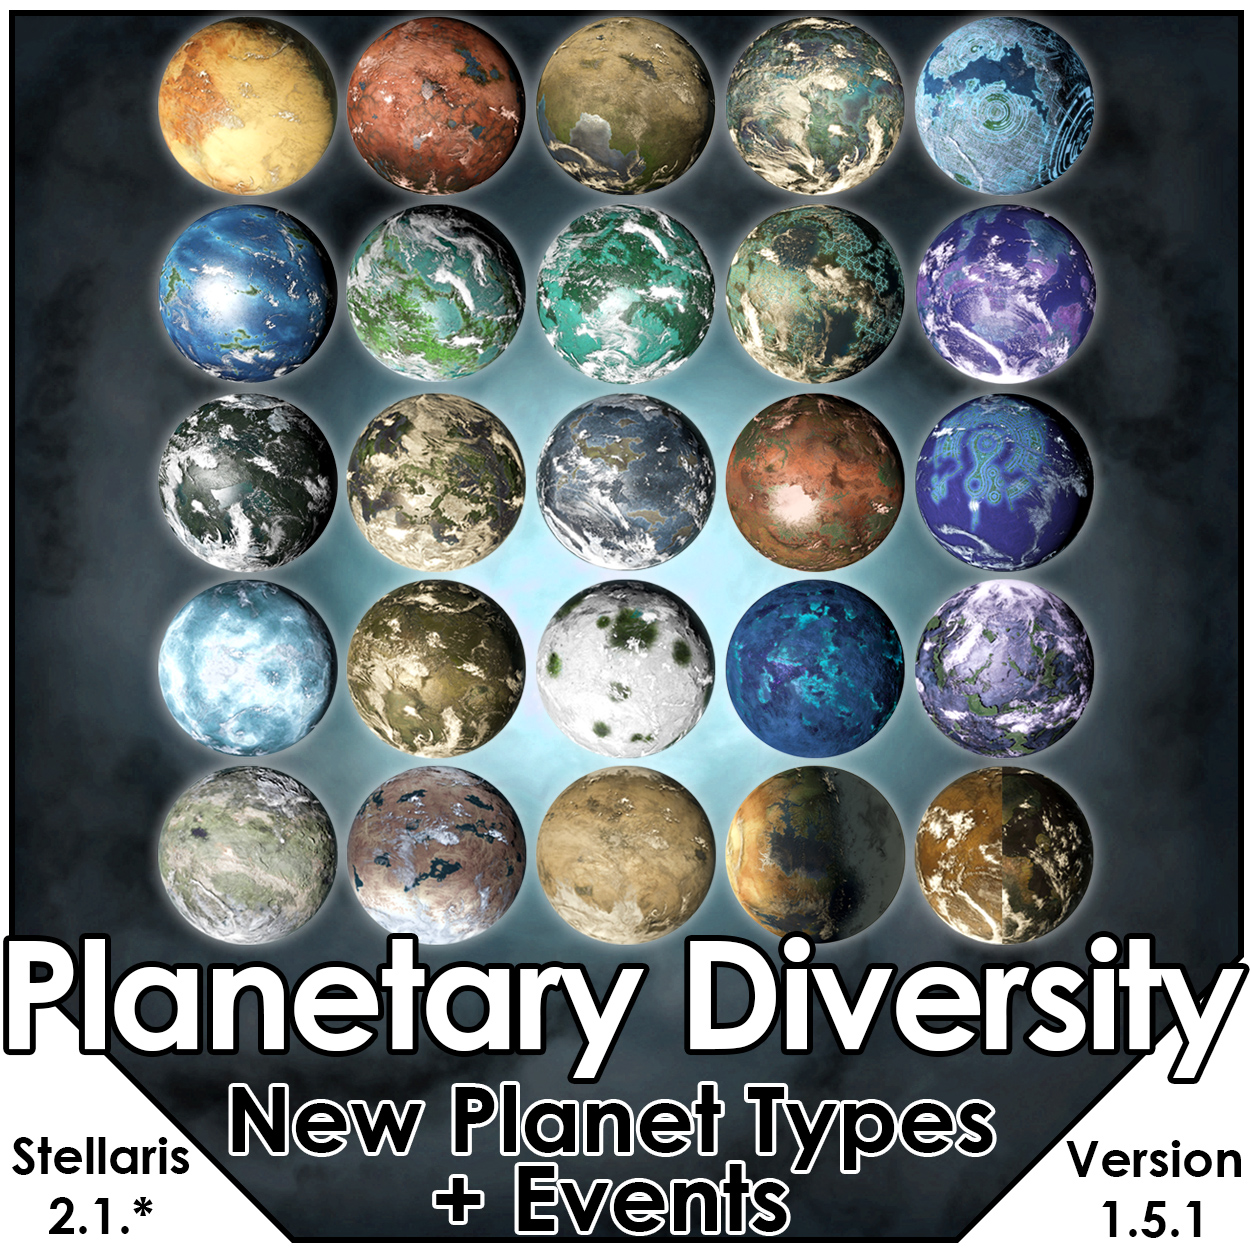 Planetary Diversity
New Planet Types
+ Events
Stellaris
2.1.*
Version
1.5.1